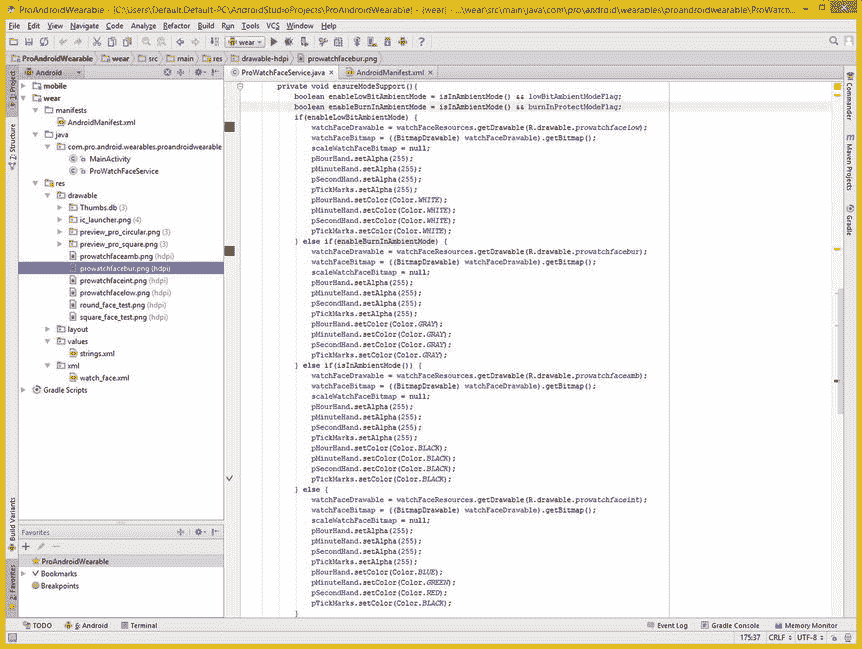 ProAndroidWearable - [C:\Users\Default.Default-PC\AndroidStudioProjects\ProAndroidWearable] - [wear] - ...\wear\src\main\java\com\pro\android\wearables\proandroidwearable\ProWatch...
File Edit View Navigate Code Analyze Refactor Build Run Tools VCS Window Help
wear
ProAndroidWearable wear src main res drawable-hdpi prowatchfacebur.png
Android
ProWatchFaceService.java
AndroidManifest.xml
1: Project
2: Structure
Build Variants
2: Favorites
mobile
wear
manifests
AndroidManifest.xml
java
com.pro.android.wearables.proandroidwearable
MainActivity
ProWatchFaceService
res
drawable
Thumbs.db (3)
ic_launcher.png (4)
preview_pro_circular.png (3)
preview_pro_square.png (3)
prowatchfaceamb.png (hdpi)
prowatchfacebur.png (hdpi)
prowatchfaceint.png (hdpi)
prowatchfacelow.png (hdpi)
round_face_test.png (hdpi)
square_face_test.png (hdpi)
layout
values
strings.xml
xml
watch_face.xml
Gradle Scripts
Favorites
ProAndroidWearable
Bookmarks
Breakpoints
private void ensureModeSupport(){
boolean enableLowBitAmbient = isInAmbientMode() && lowBitAmbientModeFlag;
boolean enableBurnInAmbientMode = isInAmbientMode() && burnInProtectModeFlag;
if(enableLowBitAmbient) {
watchFaceDrawable = watchFaceResources.getDrawable(R.drawable.prowatchfacelow);
watchFaceBitmap = ((BitmapDrawable) watchFaceDrawable).getBitmap();
scaleWatchFaceBitmap = null;
pHourHand.setAlpha(255);
pMinuteHand.setAlpha(255);
pSecondHand.setAlpha(255);
pTickMarks.setAlpha(255);
pHourHand.setColor(Color.WHITE);
pMinuteHand.setColor(Color.WHITE);
pSecondHand.setColor(Color.WHITE);
pTickMarks.setColor(Color.WHITE);
} else if(enableBurnInAmbientMode) {
watchFaceDrawable = watchFaceResources.getDrawable(R.drawable.prowatchfacebur);
watchFaceBitmap = ((BitmapDrawable) watchFaceDrawable).getBitmap();
scaleWatchFaceBitmap = null;
pHourHand.setAlpha(255);
pMinuteHand.setAlpha(255);
pSecondHand.setAlpha(255);
pTickMarks.setAlpha(255);
pHourHand.setColor(Color.GRAY);
pMinuteHand.setColor(Color.GRAY);
pSecondHand.setColor(Color.GRAY);
pTickMarks.setColor(Color.GRAY);
} else if(isInAmbientMode()) {
watchFaceDrawable = watchFaceResources.getDrawable(R.drawable.prowatchfaceamb);
watchFaceBitmap = ((BitmapDrawable) watchFaceDrawable).getBitmap();
scaleWatchFaceBitmap = null;
pHourHand.setAlpha(255);
pMinuteHand.setAlpha(255);
pSecondHand.setAlpha(255);
pTickMarks.setAlpha(255);
pHourHand.setColor(Color.BLACK);
pMinuteHand.setColor(Color.BLACK);
pSecondHand.setColor(Color.BLACK);
pTickMarks.setColor(Color.BLACK);
} else {
watchFaceDrawable = watchFaceResources.getDrawable(R.drawable.prowatchfaceint);
watchFaceBitmap = ((BitmapDrawable) watchFaceDrawable).getBitmap();
scaleWatchFaceBitmap = null;
pHourHand.setAlpha(255);
pMinuteHand.setAlpha(255);
pSecondHand.setAlpha(255);
pTickMarks.setAlpha(255);
pHourHand.setColor(Color.BLUE);
pMinuteHand.setColor(Color.GREEN);
pSecondHand.setColor(Color.RED);
pTickMarks.setColor(Color.BLACK);
}
Commander
Maven Projects
Gradle
TODO 6: Android Terminal
Event Log Gradle Console Memory Monitor
175:37 CRLF UTF-8